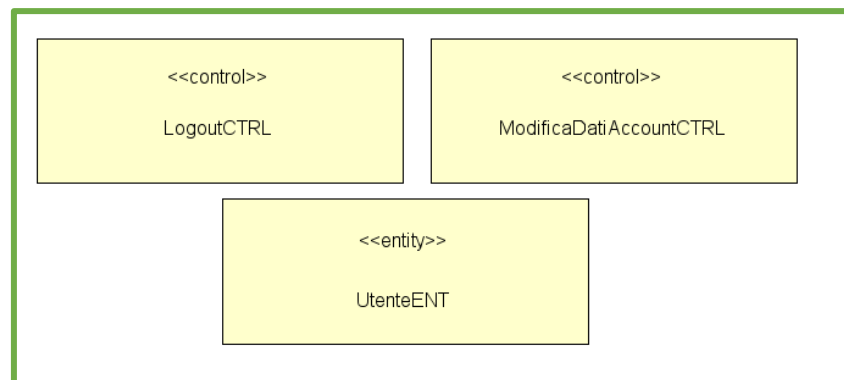 <<control>>
LogoutCTRL
<<control>>
ModificaDatiAccountCTRL
<<entity>>
UtenteENT